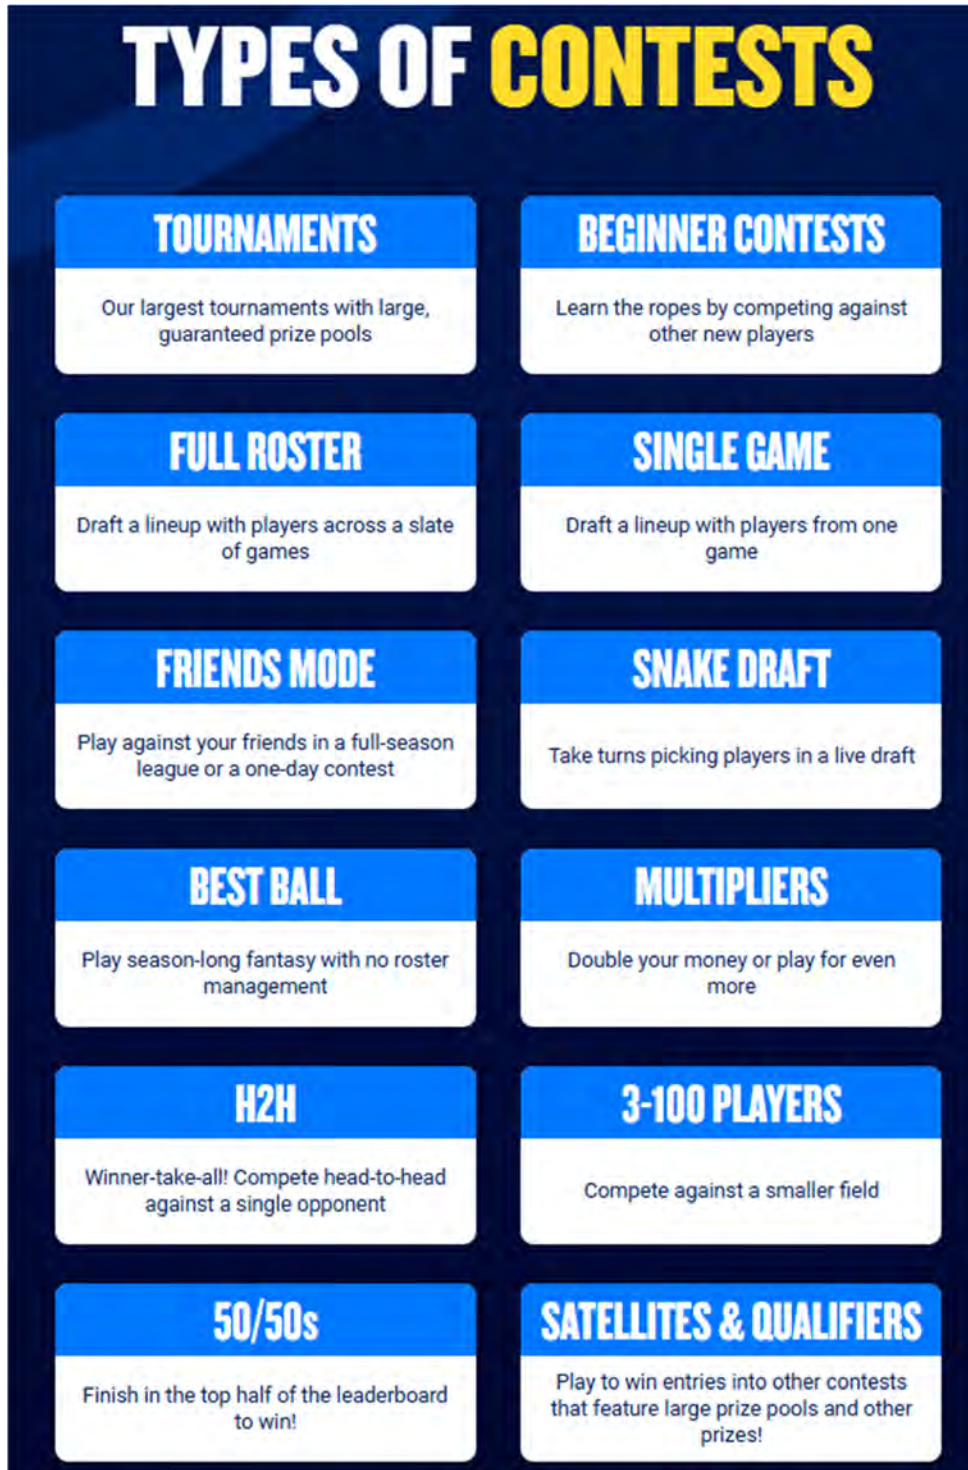 TYPES OF CONTESTS
TOURNAMENTS
Our largest tournaments with large,
guaranteed prize pools
BEGINNER CONTESTS
Learn the ropes by competing against
other new players
FULL ROSTER
Draft a lineup with players across a slate
of games
SINGLE GAME
Draft a lineup with players from one
game
FRIENDS MODE
Play against your friends in a full-season
league or a one-day contest
SNAKE DRAFT
Take turns picking players in a live draft
BEST BALL
Play season-long fantasy with no roster
management
MULTIPLIERS
Double your money or play for even
more
H2H
Winner-take-all! Compete head-to-head
against a single opponent
3-100 PLAYERS
Compete against a smaller field
50/50s
Finish in the top half of the leaderboard
to win!
SATELLITES & QUALIFIERS
Play to win entries into other contests
that feature large prize pools and other
prizes!